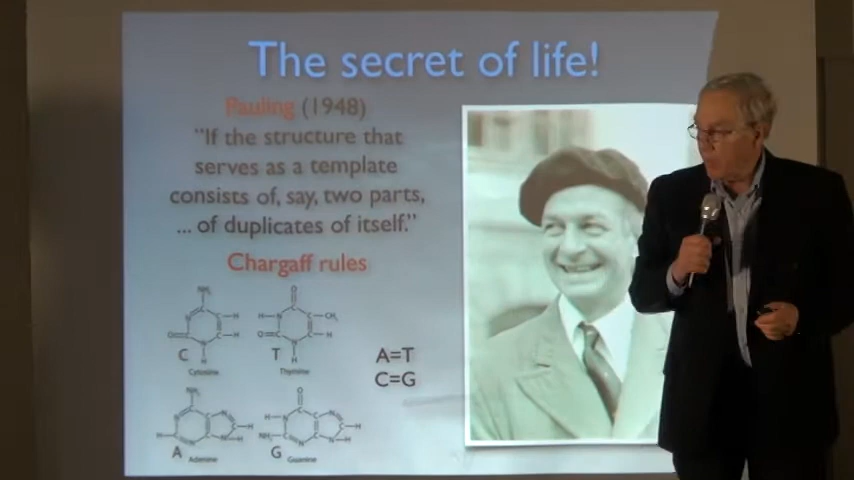 The secret of life!
Pauling (1948)
"If the structure that
serves as a template
consists of, say, two parts,
... of duplicates of itself."
Chargaff rules
C
Cytosine
T
Thymine
A=T
C=G
A
Adenine
G
Guanine